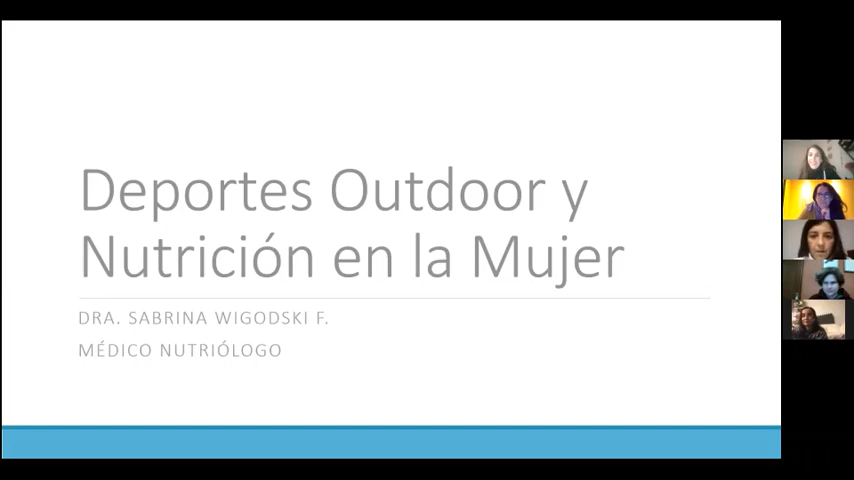 Deportes Outdoor y
Nutrición en la Mujer
DRA. SABRINA WIGODSKI F.
MÉDICO NUTRIÓLOGO